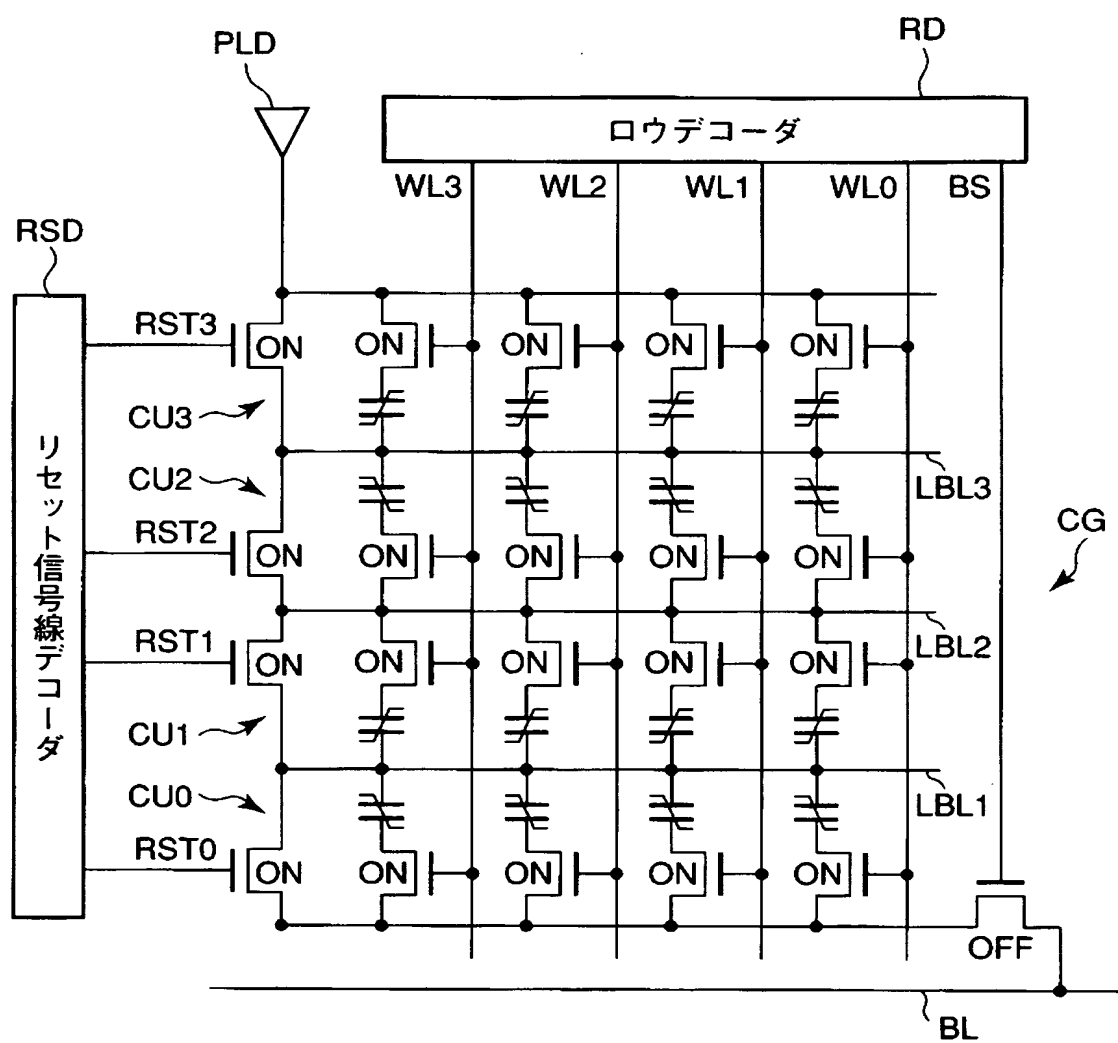 PLD
RD
ロウデコーダ
WL3 WL2 WL1 WL0 BS
RSD
リセット信号線デコーダ
RST3 ON ON ON ON ON
CU3
CU2
LBL3
CG
RST2 ON ON ON ON ON
RST1 ON ON ON ON ON
LBL2
CU1
CU0
LBL1
RST0 ON ON ON ON ON
OFF
BL